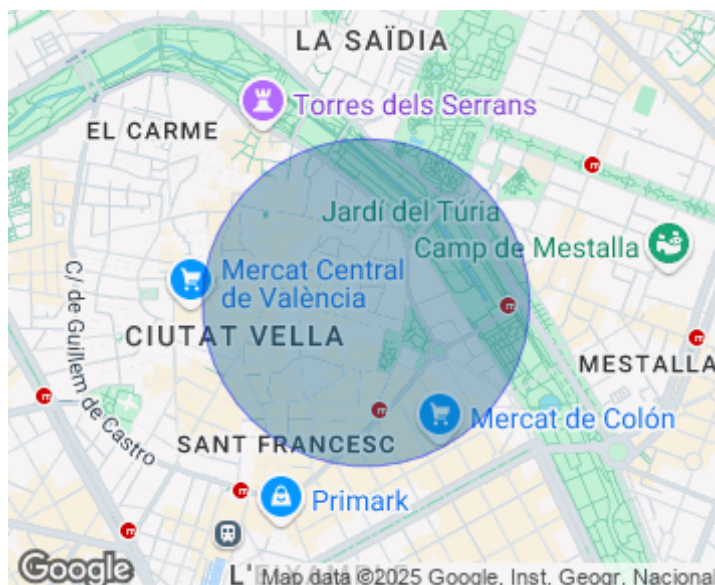 LA SAÏDIA
Torres dels Serrans
EL CARME
Jardí del Túria
Camp de Mestalla
Mercat Central
de València
C/ de Guillem de Castro
CIUTAT VELLA
MESTALLA
Mercat de Colón
SANT FRANCESC
Primark
Google
Map data ©2025 Google, Inst. Geogr. Nacional